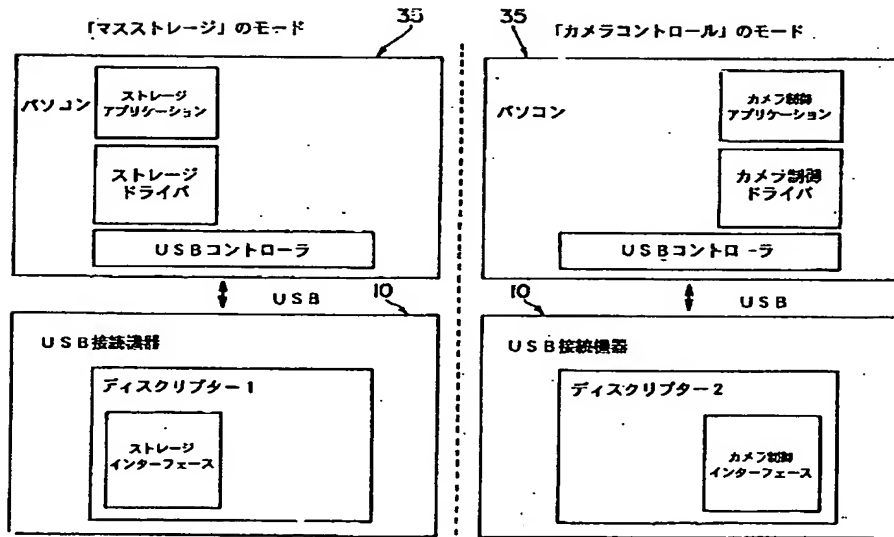 「マスストレージ」のモード
35
パソコン
ストレージ
アプリケーション
ストレージ
ドライバ
USBコントローラ
USB
10
USB接続機器
ディスクリプター1
ストレージ
インターフェース
「カメラコントロール」のモード
35
パソコン
カメラ制御
アプリケーション
カメラ制御
ドライバ
USBコントローラ
10
USB
USB接続機器
ディスクリプター2
カメラ制御
インターフェース